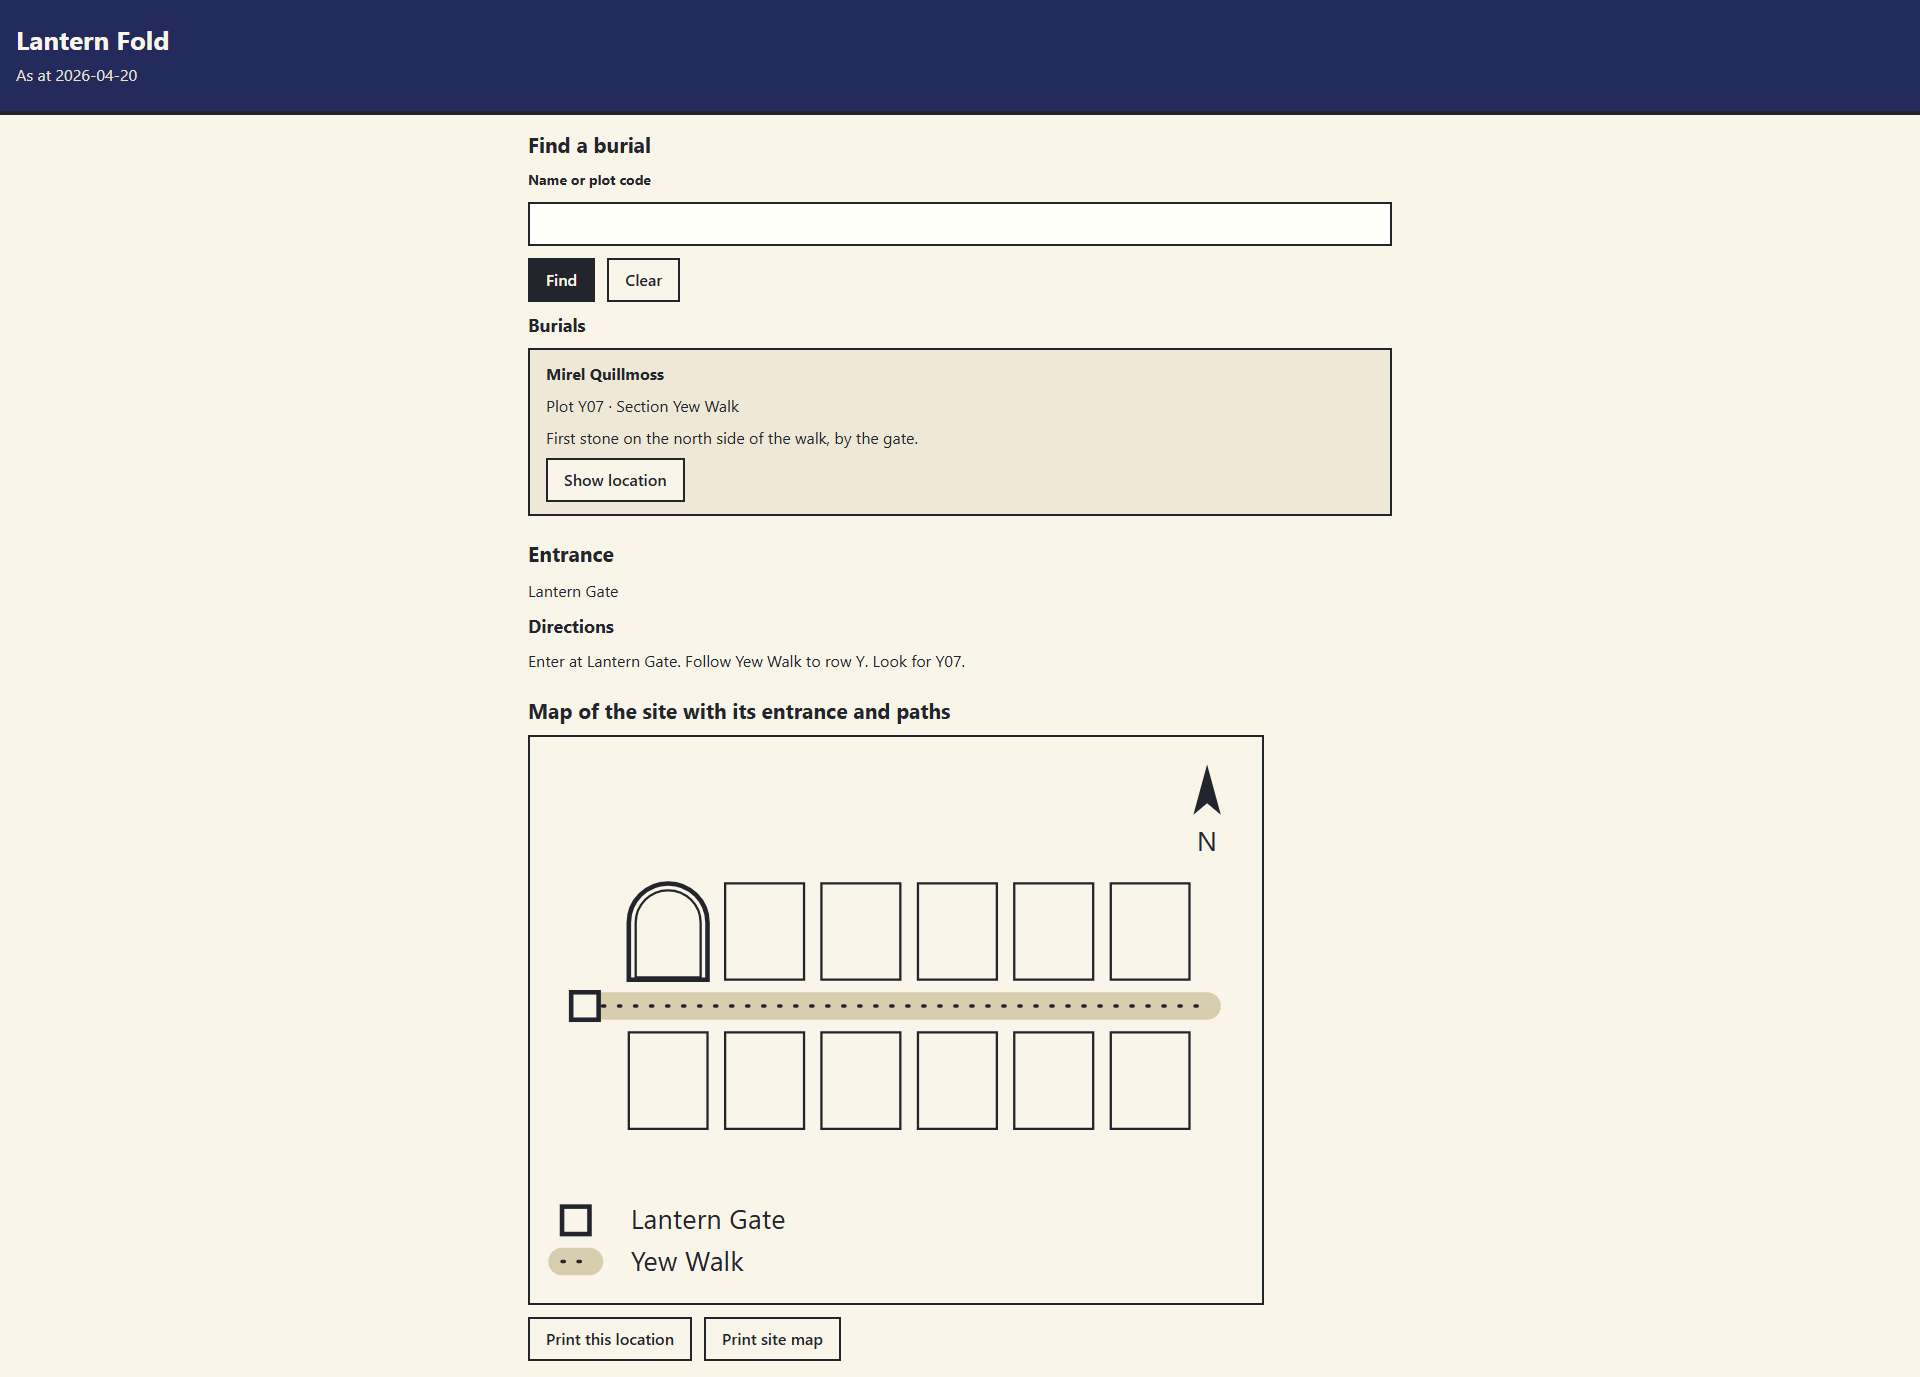 Lantern Fold
As at 2026-04-20
Find a burial
Name or plot code
Find
Clear
Burials
Mirel Quillmoss
Plot Y07 · Section Yew Walk
First stone on the north side of the walk, by the gate.
Show location
Entrance
Lantern Gate
Directions
Enter at Lantern Gate. Follow Yew Walk to row Y. Look for Y07.
Map of the site with its entrance and paths
N
Lantern Gate
Yew Walk
Print this location
Print site map